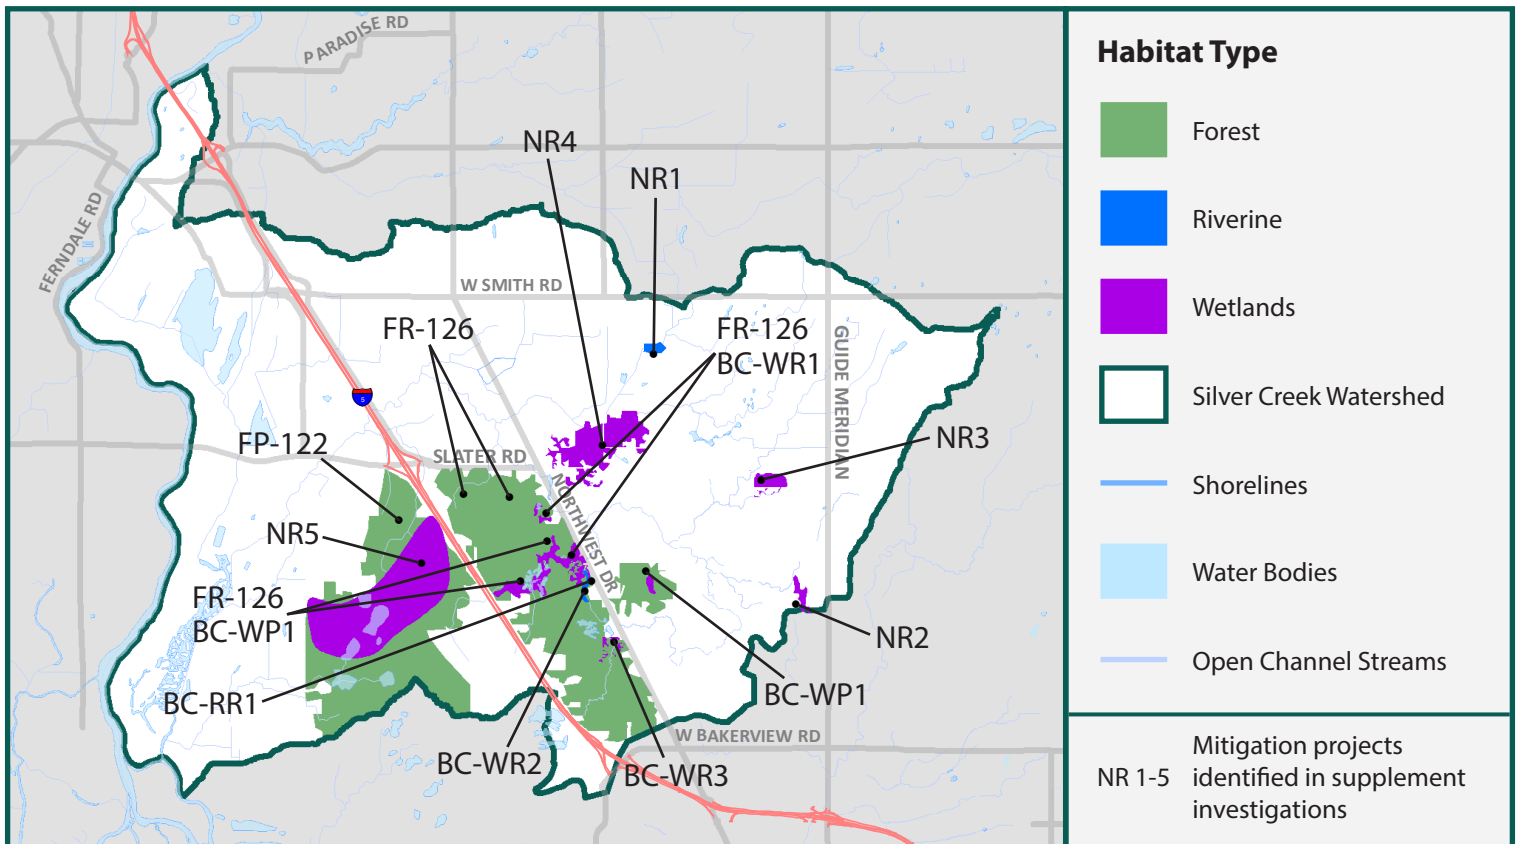 PARADISE RD
NR4
NR1
FERNDALE RD
W SMITH RD
FR-126
FR-126
BC-WR1
GUIDE MERIDIAN
5
FP-122
SLATER RD
NR3
NORTHWEST DR
NR5
FR-126
BC-WP1
NR2
BC-RR1
BC-WP1
W BAKERVIEW RD
BC-WR2
BC-WR3
Habitat Type
Forest
Riverine
Wetlands
Silver Creek Watershed
Shorelines
Water Bodies
Open Channel Streams
NR 1-5
Mitigation projects
identified in supplement
investigations